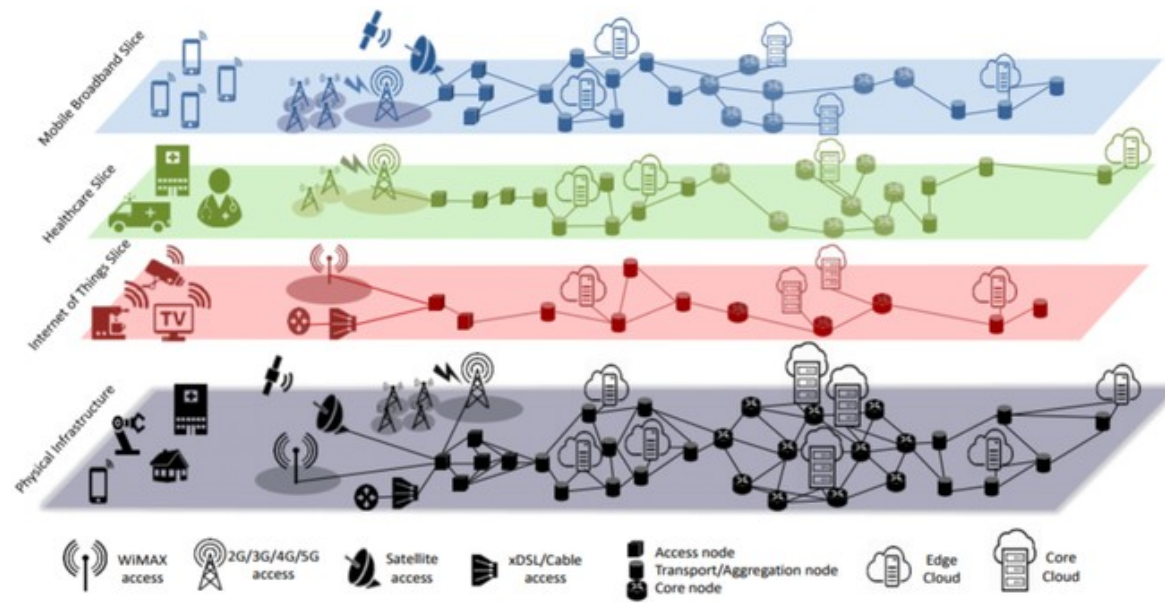 Mobile Broadband Slice
Healthcare Slice
Internet of Things Slice
TV
Physical Infrastructure
WiMAX
access
2G/3G/4G/5G
access
Satellite
access
xDSL/Cable
access
Access node
Transport/Aggregation node
Core node
Edge
Cloud
Core
Cloud